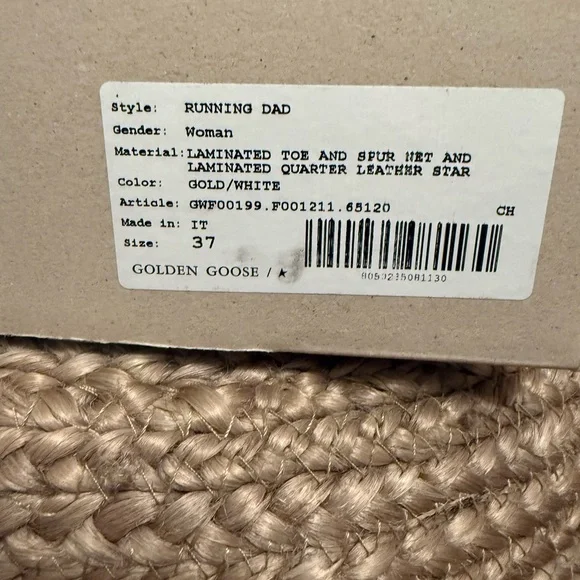 Style: RUNNING DAD
Gender: Woman
Material: LAMINATED TOE AND SPUR NET AND
LAMINATED QUARTER LEATHER STAR
Color: GOLD/WHITE
Article: GWF00199.F001211.65120 CH
Made in: IT
Size: 37
GOLDEN GOOSE / ★